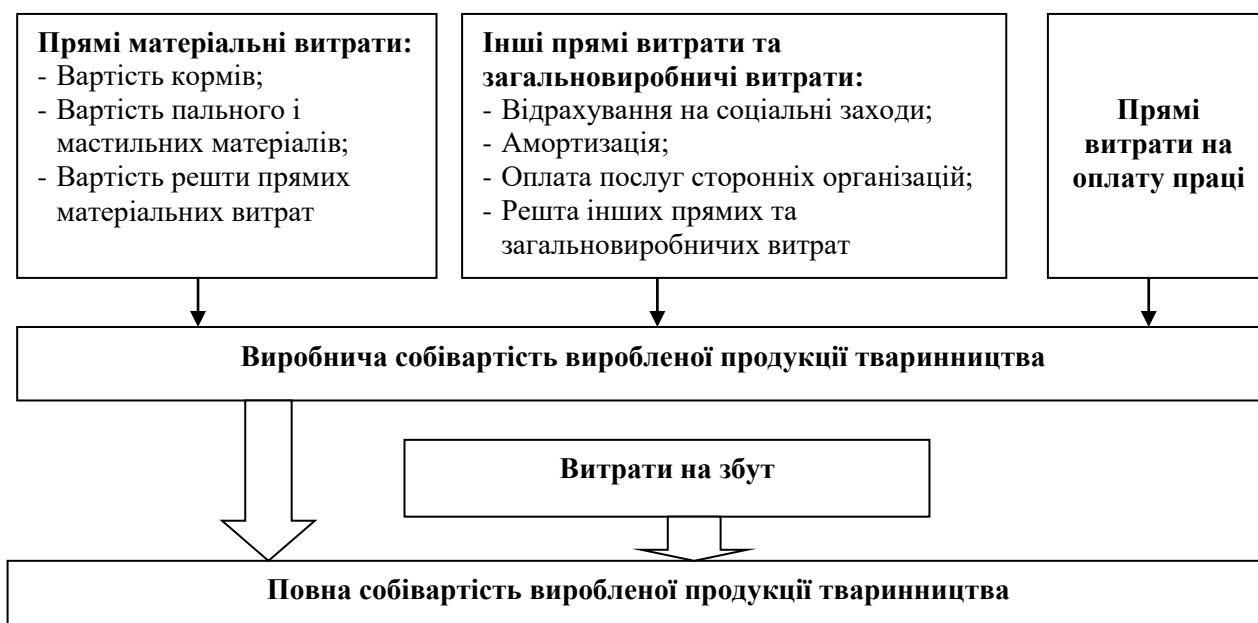 Прямі матеріальні витрати:
- Вартість кормів;
- Вартість пального і
мастильних матеріалів;
- Вартість решти прямих
матеріальних витрат
Інші прямі витрати та
загальновиробничі витрати:
- Відрахування на соціальні заходи;
- Амортизація;
- Оплата послуг сторонніх організацій;
- Решта інших прямих та
загальновиробничих витрат
Прямі
витрати на
оплату праці
Виробнича собівартість виробленої продукції тваринництва
Витрати на збут
Повна собівартість виробленої продукції тваринництва